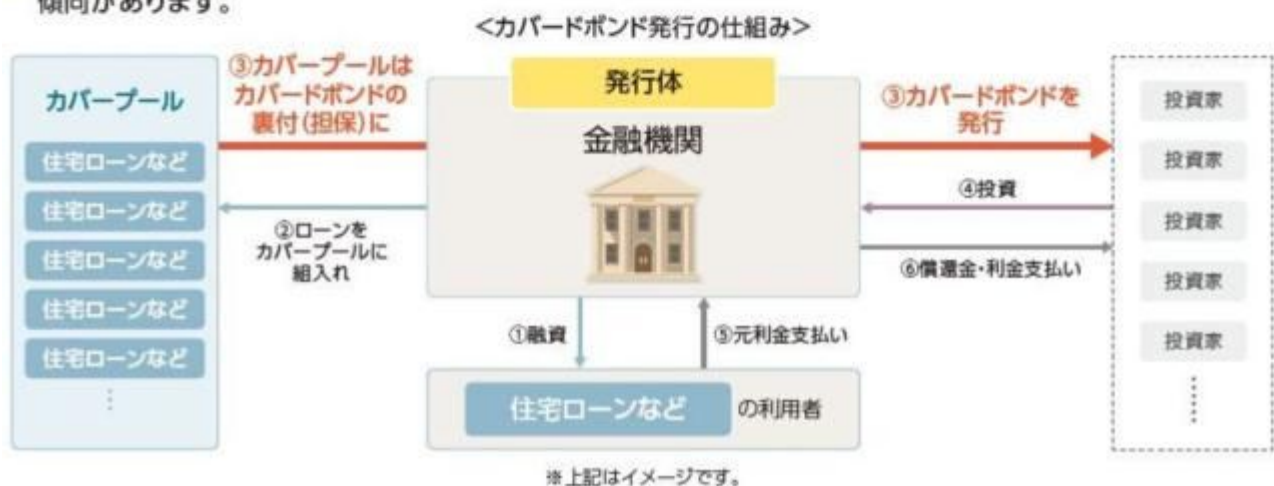 傾向があります。
<カバードボンド発行の仕組み>
カバープール
住宅ローンなど
住宅ローンなど
住宅ローンなど
住宅ローンなど
住宅ローンなど
⋮
③カバープールは
カバードボンドの
裏付(担保)に
②ローンを
カバープールに
組入れ
発行体
金融機関
①融資
⑤元利金支払い
住宅ローンなど の利用者
③カバードボンドを
発行
④投資
⑥償還金・利金支払い
投資家
投資家
投資家
投資家
投資家
⋮
※上記はイメージです。